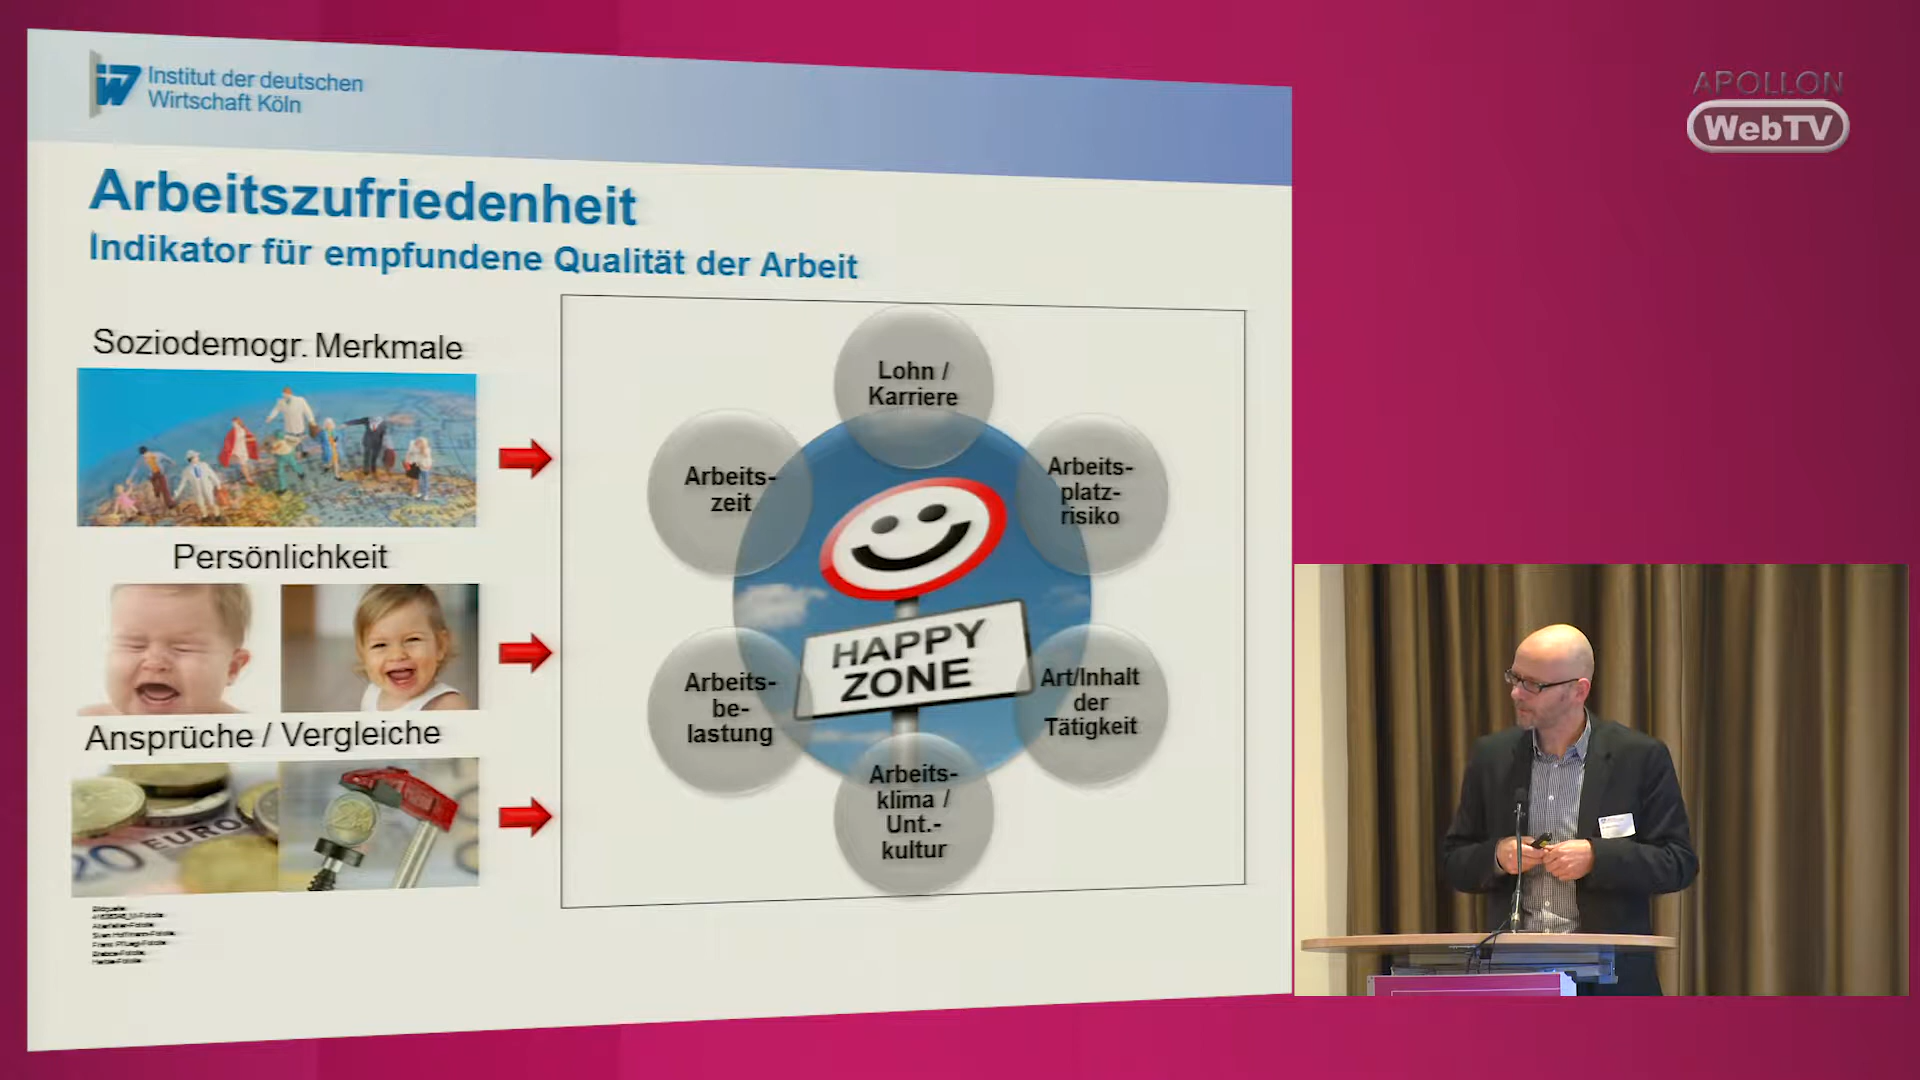 Institut der deutschen
Wirtschaft Köln
APOLLON
WebTV
Arbeitszufriedenheit
Indikator für empfundene Qualität der Arbeit
Soziodemogr. Merkmale
Persönlichkeit
Ansprüche / Vergleiche
20 EURO
Lohn /
Karriere
Arbeits-
platz-
risiko
Art/Inhalt
der
Tätigkeit
Arbeits-
klima /
Unt.-
kultur
Arbeits-
be-
lastung
Arbeits-
zeit
HAPPY
ZONE